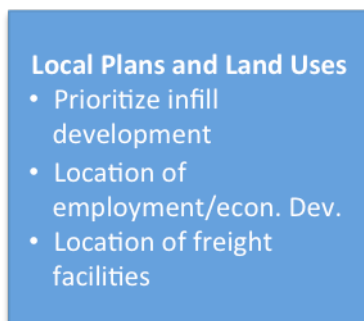 Local Plans and Land Uses
• Prioritize infill
development
• Location of
employment/econ. Dev.
• Location of freight
facilities